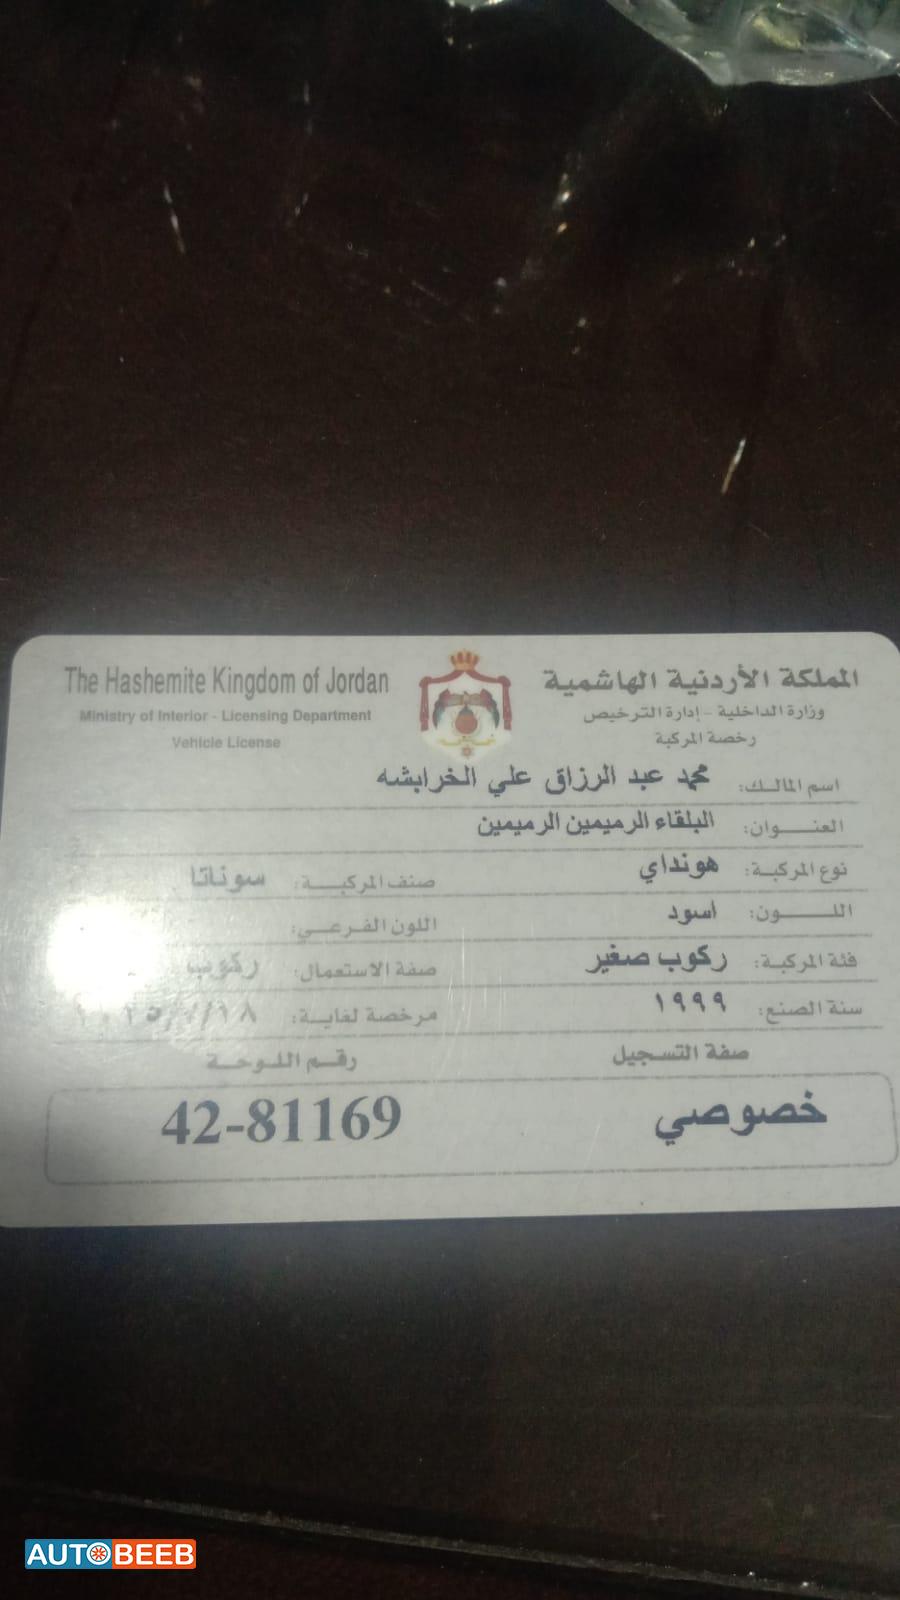 المملكة الأردنية الهاشمية
The Hashemite Kingdom of Jordan
وزارة الداخلية - إدارة الترخيص
Ministry of Interior - Licensing Department
رخصة المركبة
Vehicle License
اسم المالك: محمد عبد الرزاق علي الخرابشه
العنوان: البلقاء الرميمين الرميمين
نوع المركبة: هونداي صنف المركبة: سوناتا
اللون: اسود اللون الفرعي:
فئة المركبة: ركوب صغير صفة الاستعمال: ركوب
سنة الصنع: ١٩٩٩ مرخصة لغاية:
صفة التسجيل رقم اللوحة
خصوصي 42-81169
AUTOBEEB